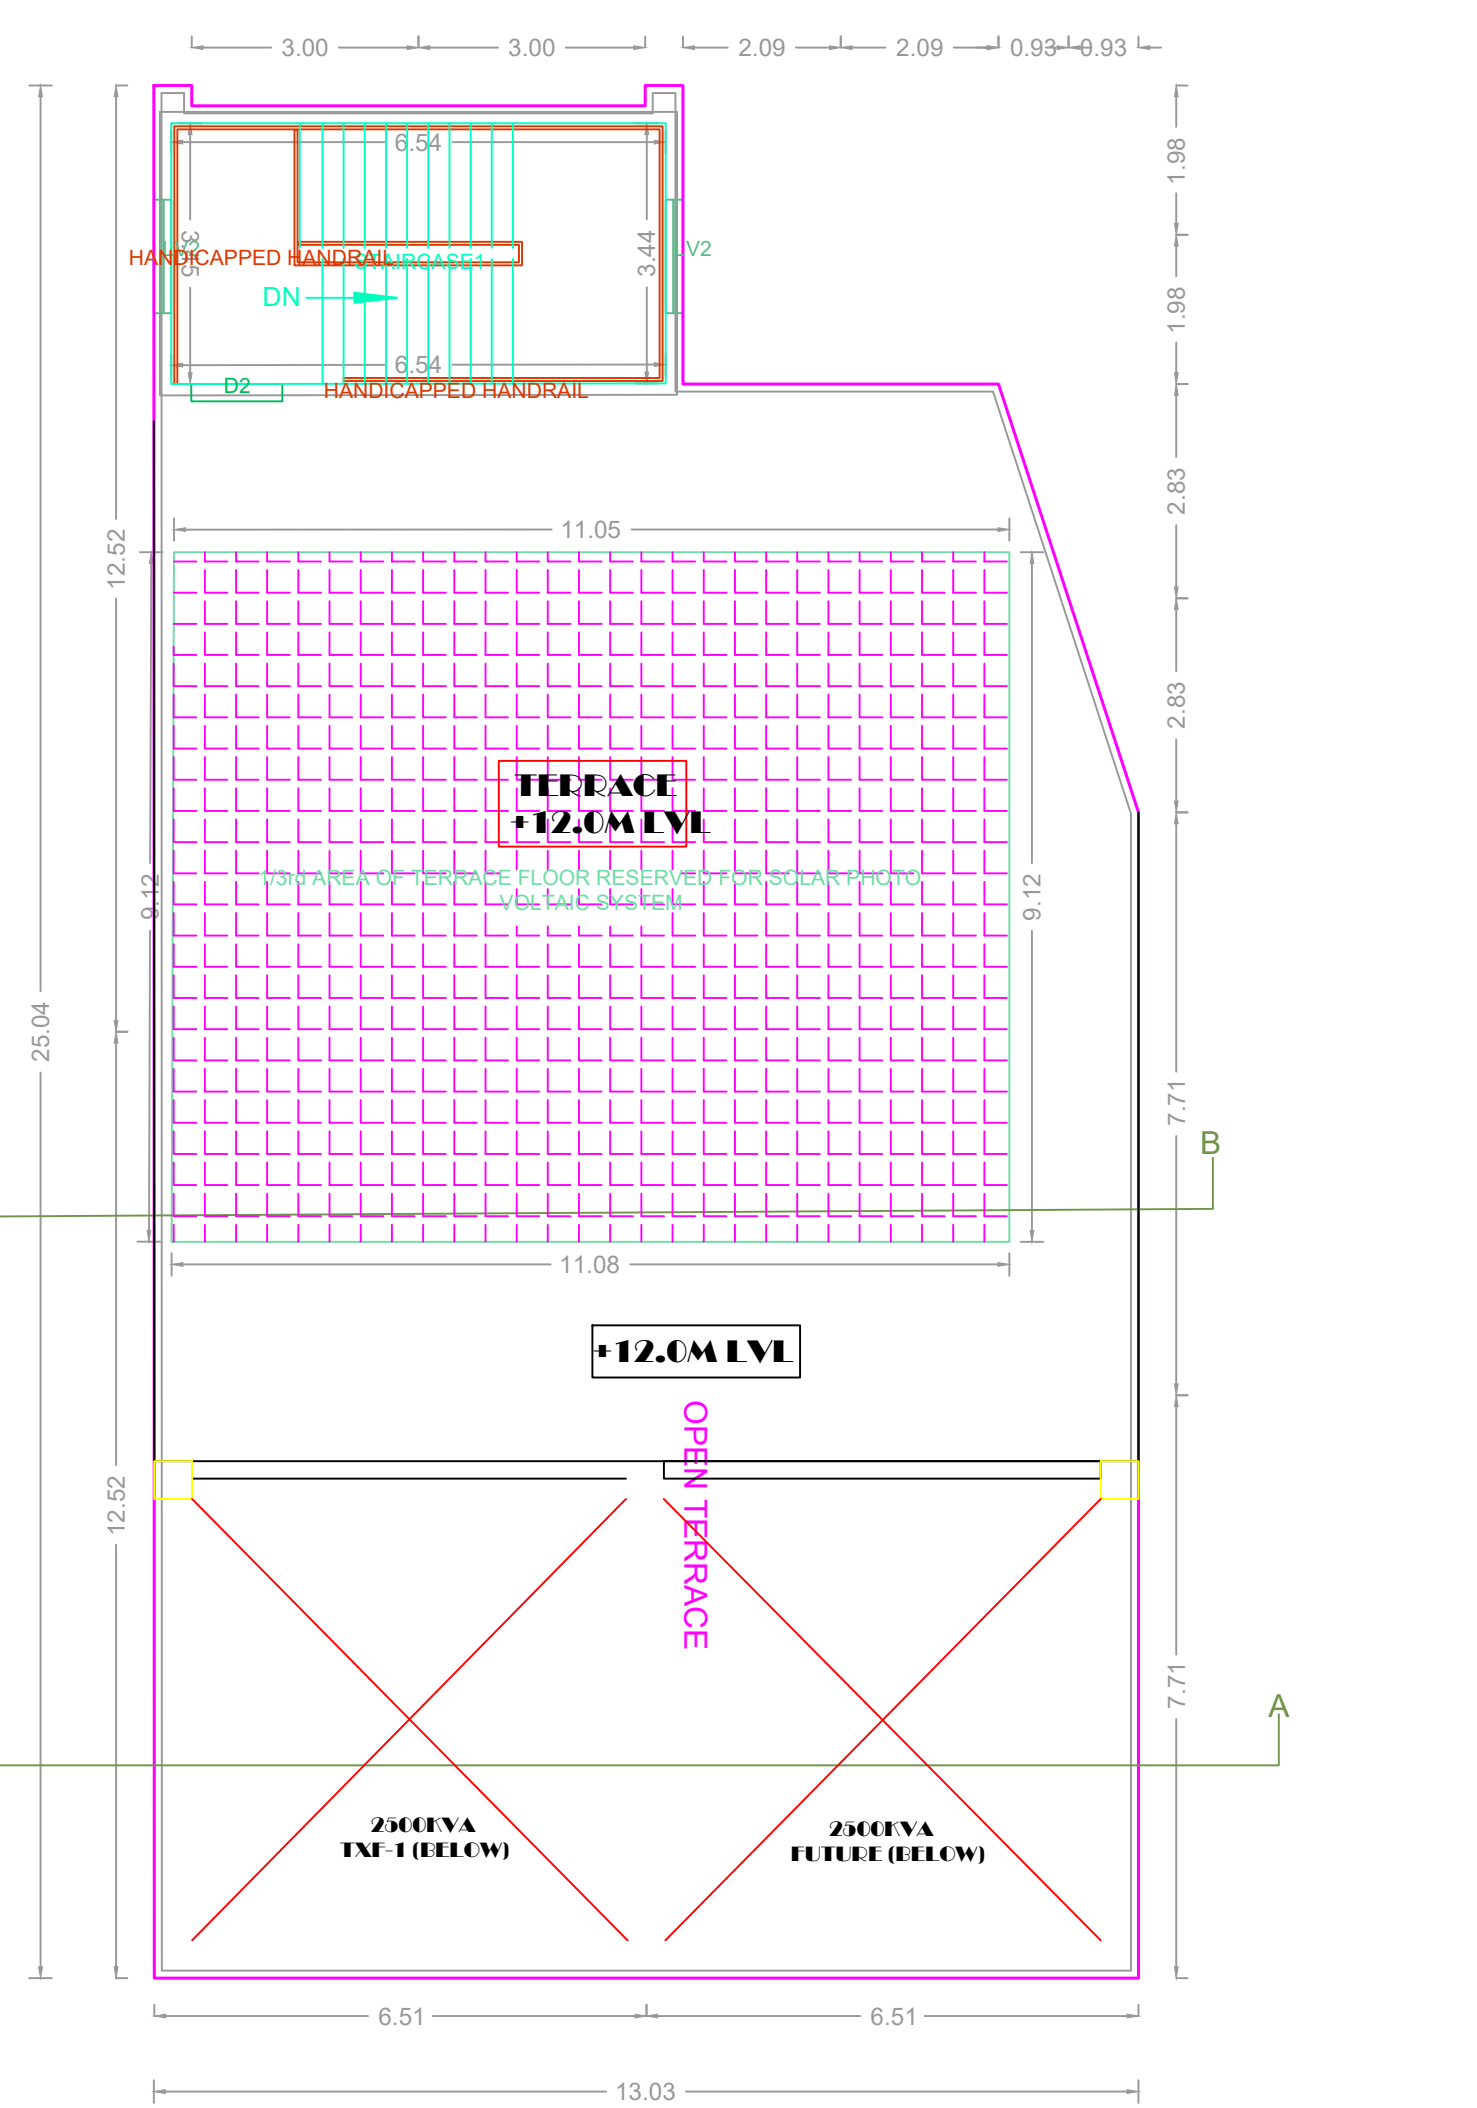 3.00
3.00
2.09
2.09
0.93
0.93
1.98
6.54
3.44
V2
HANDICAPPED HANDRAIL
STAIRCASE1
DN
1.98
6.54
D2
HANDICAPPED HANDRAIL
2.83
11.05
12.52
2.83
TERRACE
+12.0M LVL
1/3rd AREA OF TERRACE FLOOR RESERVED FOR SOLAR PHOTO
VOLTAIC SYSTEM
9.12
9.12
25.04
7.71
B
11.08
+12.0M LVL
OPEN TERRACE
12.52
7.71
A
2500KVA
TXF-1 (BELOW)
2500KVA
FUTURE (BELOW)
6.51
6.51
13.03